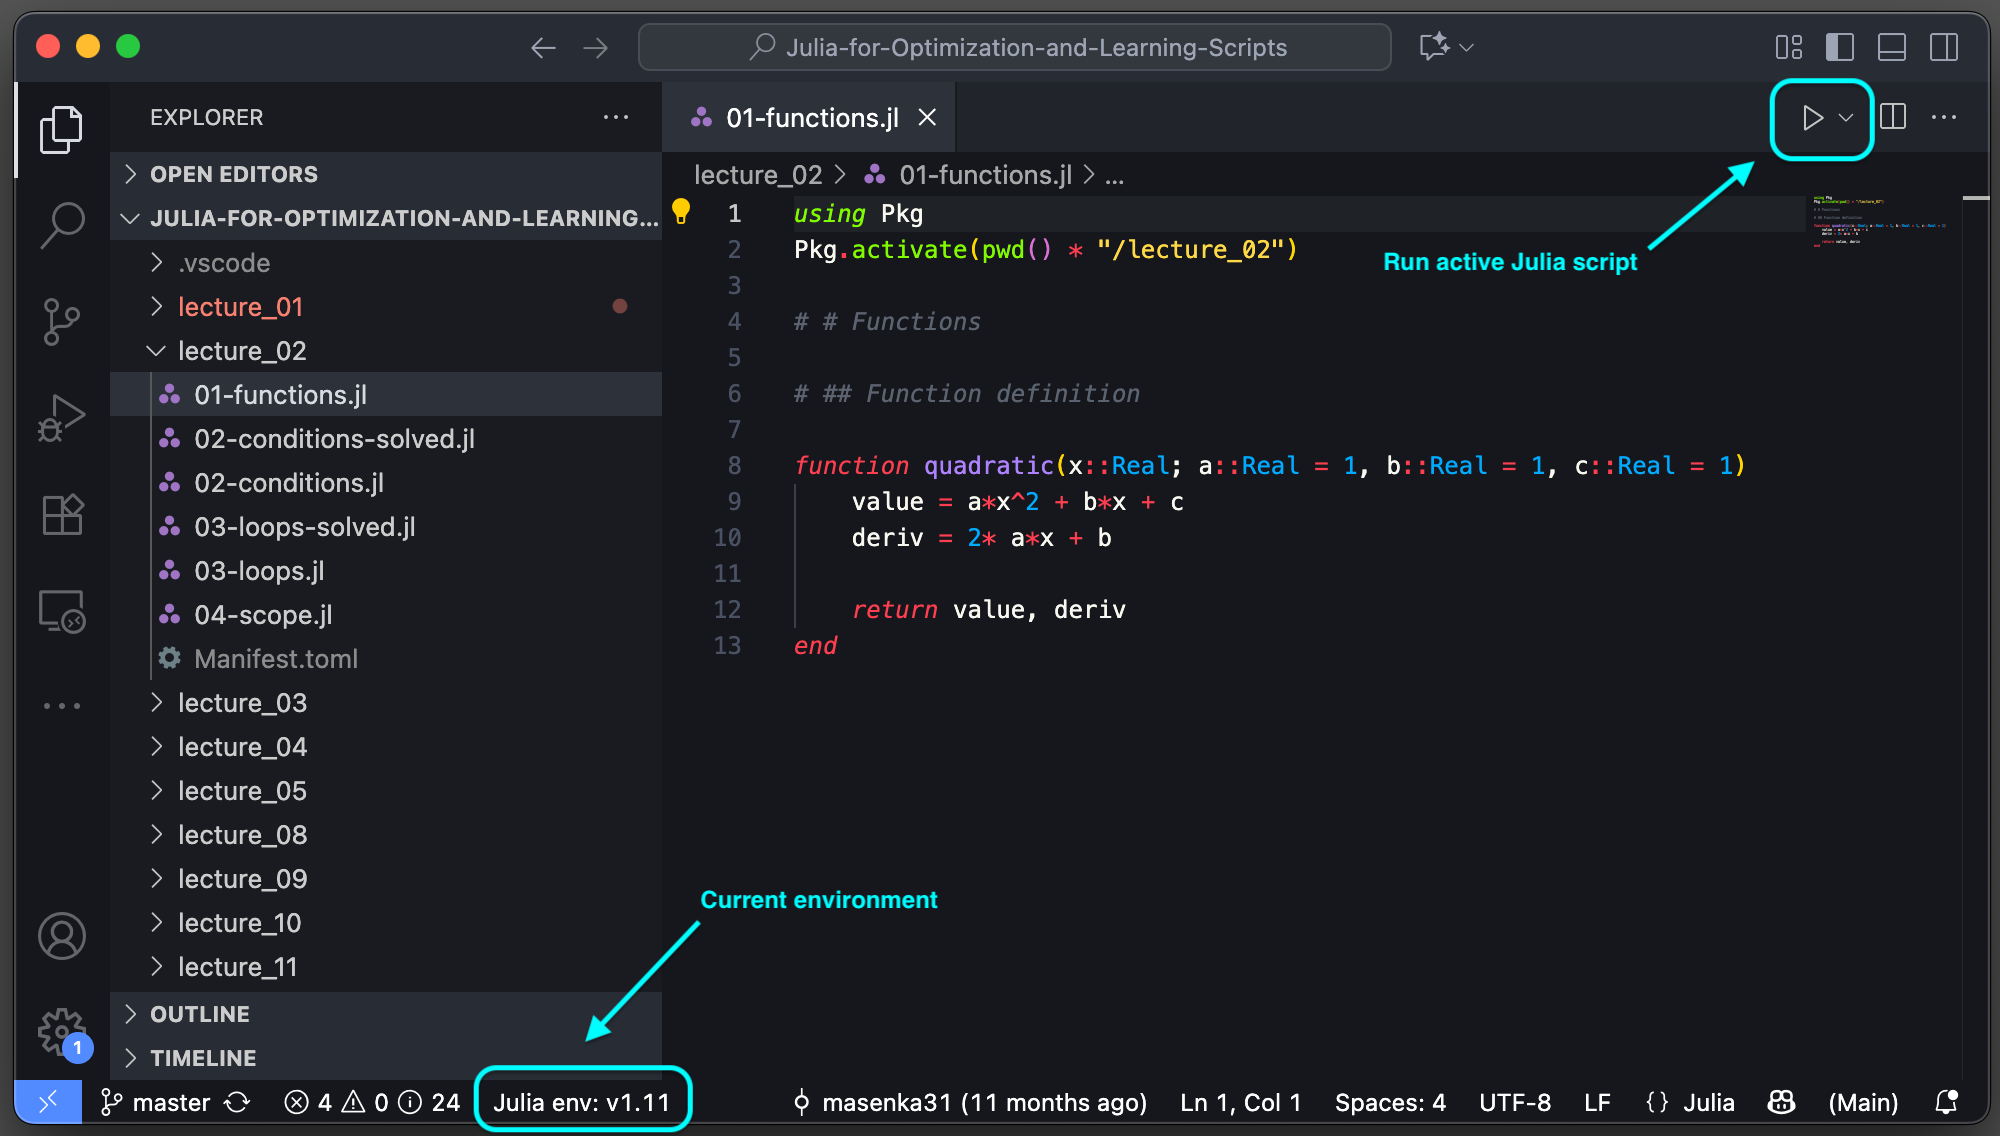 Julia-for-Optimization-and-Learning-Scripts
EXPLORER
OPEN EDITORS
JULIA-FOR-OPTIMIZATION-AND-LEARNING...
.vscode
lecture_01
lecture_02
01-functions.jl
02-conditions-solved.jl
02-conditions.jl
03-loops-solved.jl
03-loops.jl
04-scope.jl
Manifest.toml
lecture_03
lecture_04
lecture_05
lecture_08
lecture_09
lecture_10
lecture_11
OUTLINE
TIMELINE
01-functions.jl
lecture_02 > 01-functions.jl > ...
1 using Pkg
2 Pkg.activate(pwd() * "/lecture_02")
3
4 # # Functions
5
6 # ## Function definition
7
8 function quadratic(x::Real; a::Real = 1, b::Real = 1, c::Real = 1)
9 value = a*x^2 + b*x + c
10 deriv = 2* a*x + b
11
12 return value, deriv
13 end
Run active Julia script
Current environment
1
master 4 0 24 Julia env: v1.11 masenka31 (11 months ago) Ln 1, Col 1 Spaces: 4 UTF-8 LF {} Julia (Main)